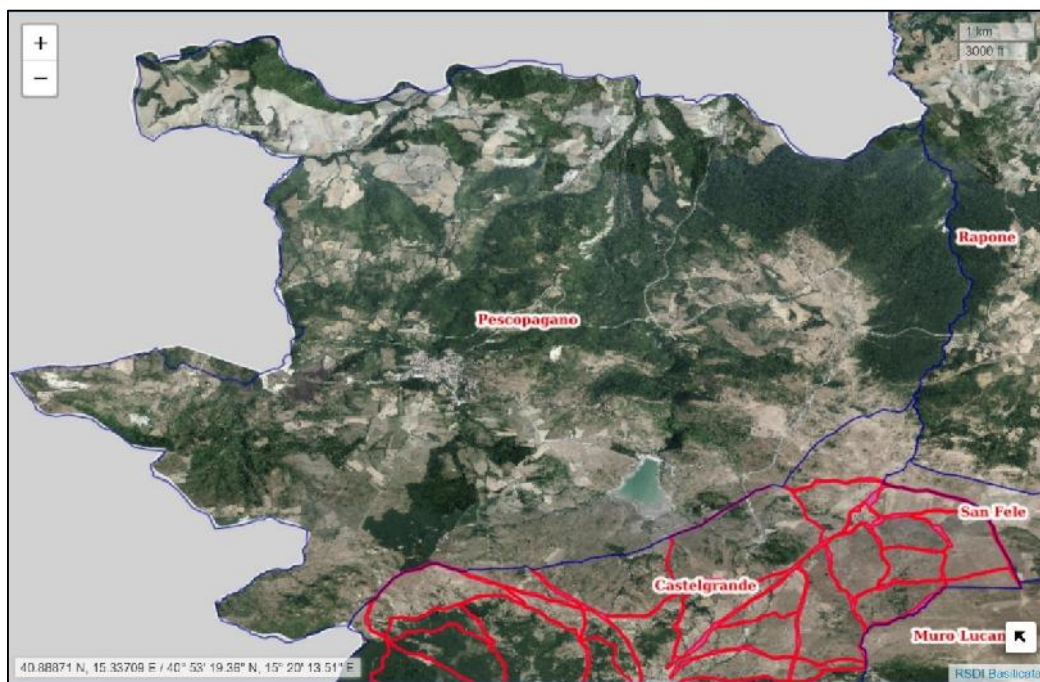 +
1 km
3000 ft
−
Rapone
Pescopagano
San Fele
Castelgrande
Muro Lucan
40.88871 N, 15.33709 E / 40° 53' 19.36" N, 15° 20' 13.51" E
RSDI Basilicata